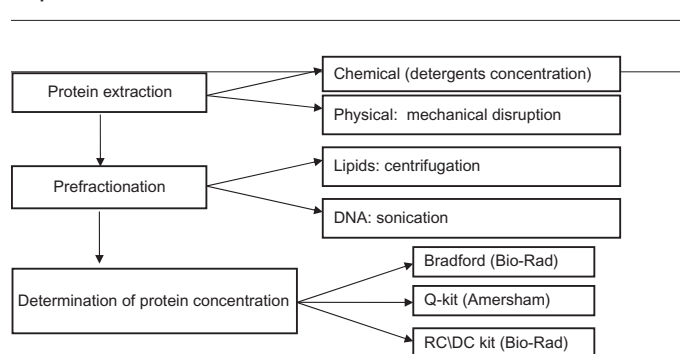 Protein extraction
Chemical (detergents concentration)
Physical: mechanical disruption
Prefractionation
Lipids: centrifugation
DNA: sonication
Determination of protein concentration
Bradford (Bio-Rad)
Q-kit (Amersham)
RC\DC kit (Bio-Rad)